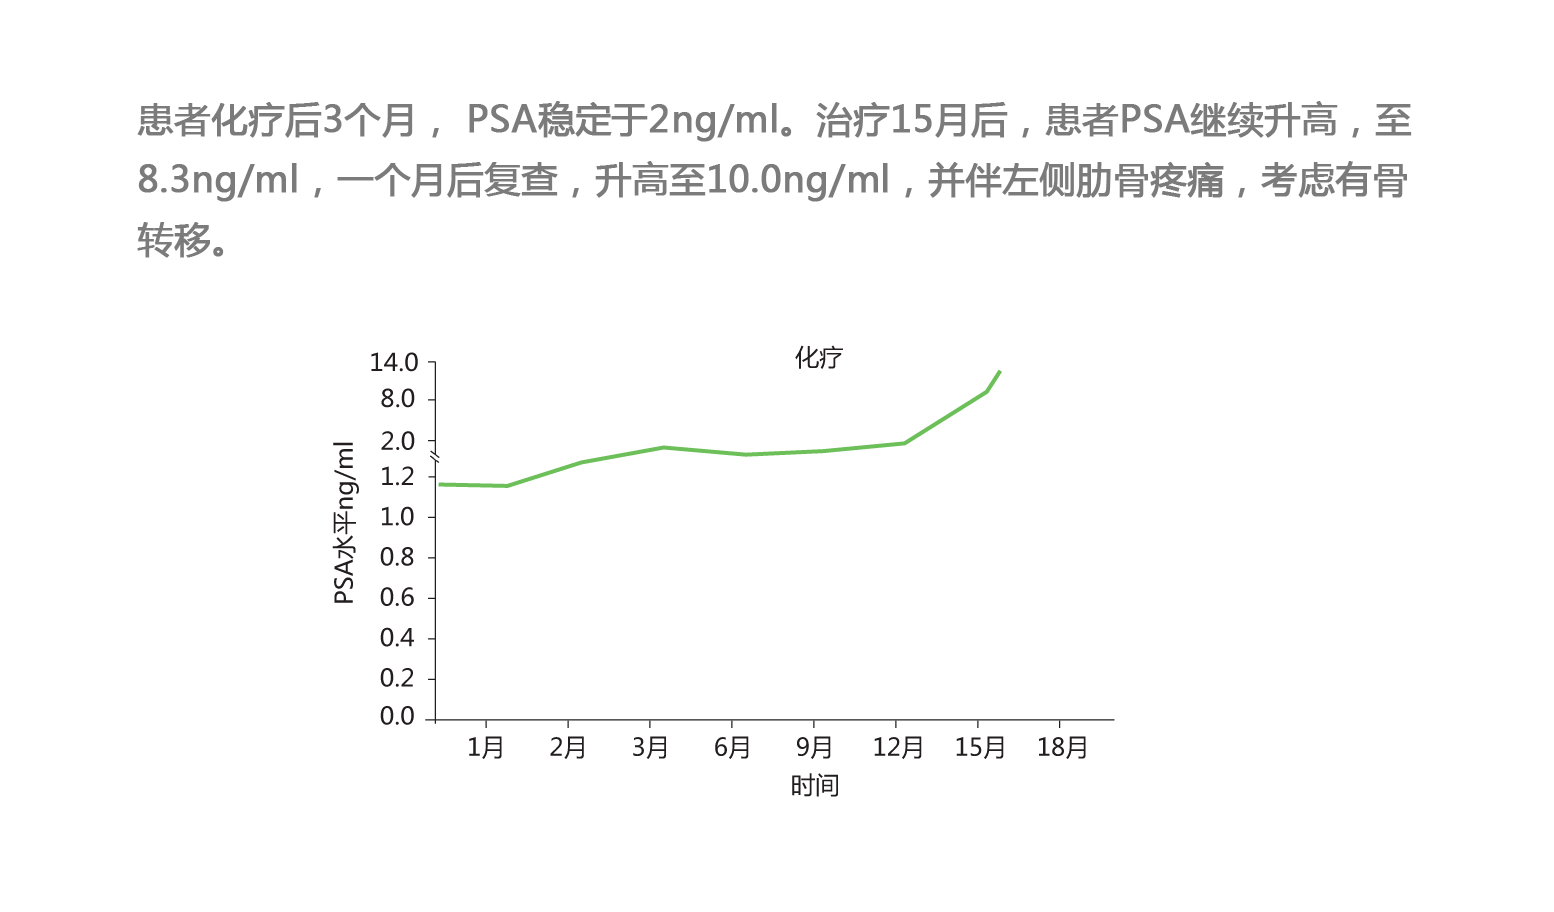 患者化疗后3个月， PSA稳定于2ng/ml。治疗15月后，患者PSA继续升高，至
8.3ng/ml，一个月后复查，升高至10.0ng/ml，并伴左侧肋骨疼痛，考虑有骨
转移。
化疗
14.0
8.0
2.0
1.2
1.0
0.8
0.6
0.4
0.2
0.0
PSA水平ng/ml
1月 2月 3月 6月 9月 12月 15月 18月
时间